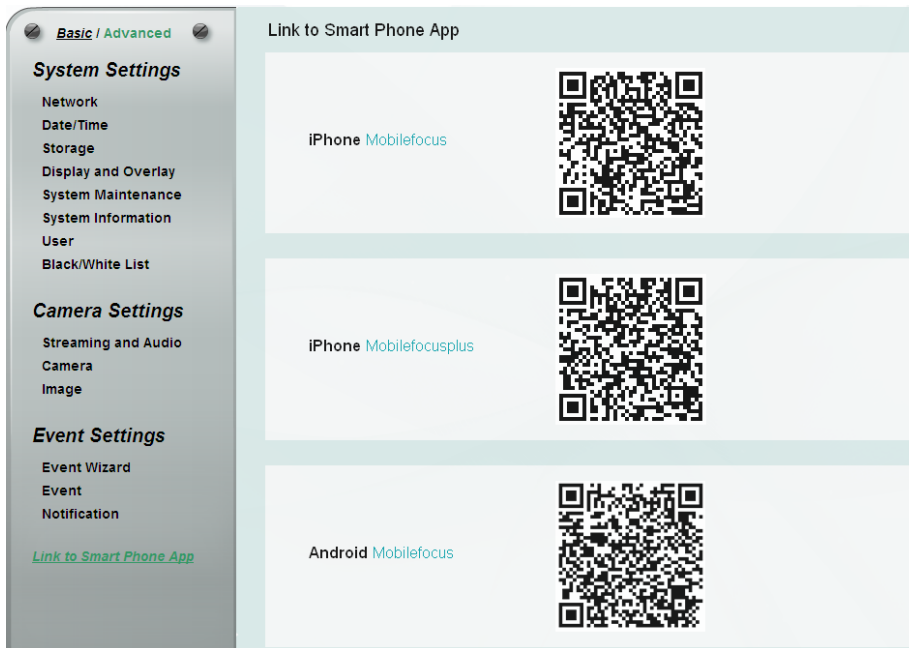 Basic / Advanced
System Settings
Network
Date/Time
Storage
Display and Overlay
System Maintenance
System Information
User
Black/White List
Camera Settings
Streaming and Audio
Camera
Image
Event Settings
Event Wizard
Event
Notification
Link to Smart Phone App
Link to Smart Phone App
iPhone Mobilefocus
iPhone Mobilefocusplus
Android Mobilefocus